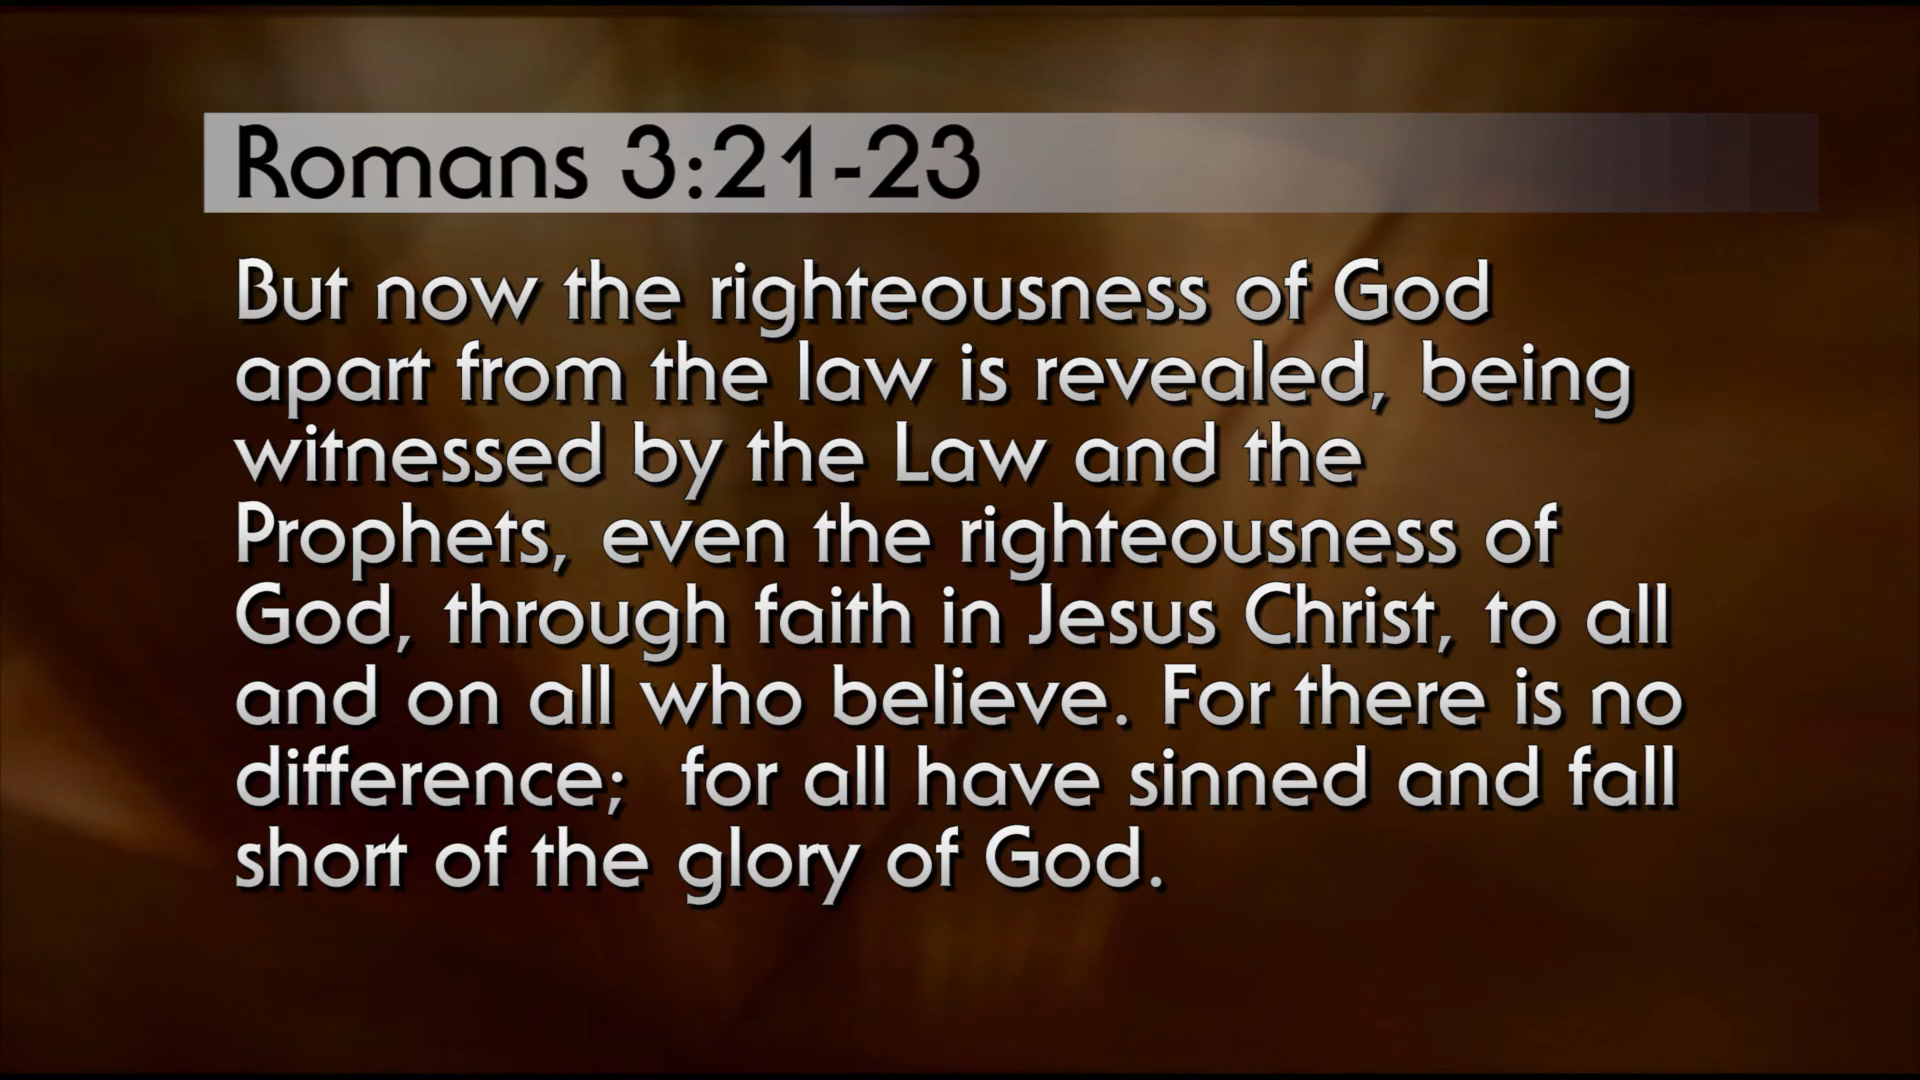 Romans 3:21-23
But now the righteousness of God
apart from the law is revealed, being
witnessed by the Law and the
Prophets, even the righteousness of
God, through faith in Jesus Christ, to all
and on all who believe. For there is no
difference;  for all have sinned and fall
short of the glory of God.